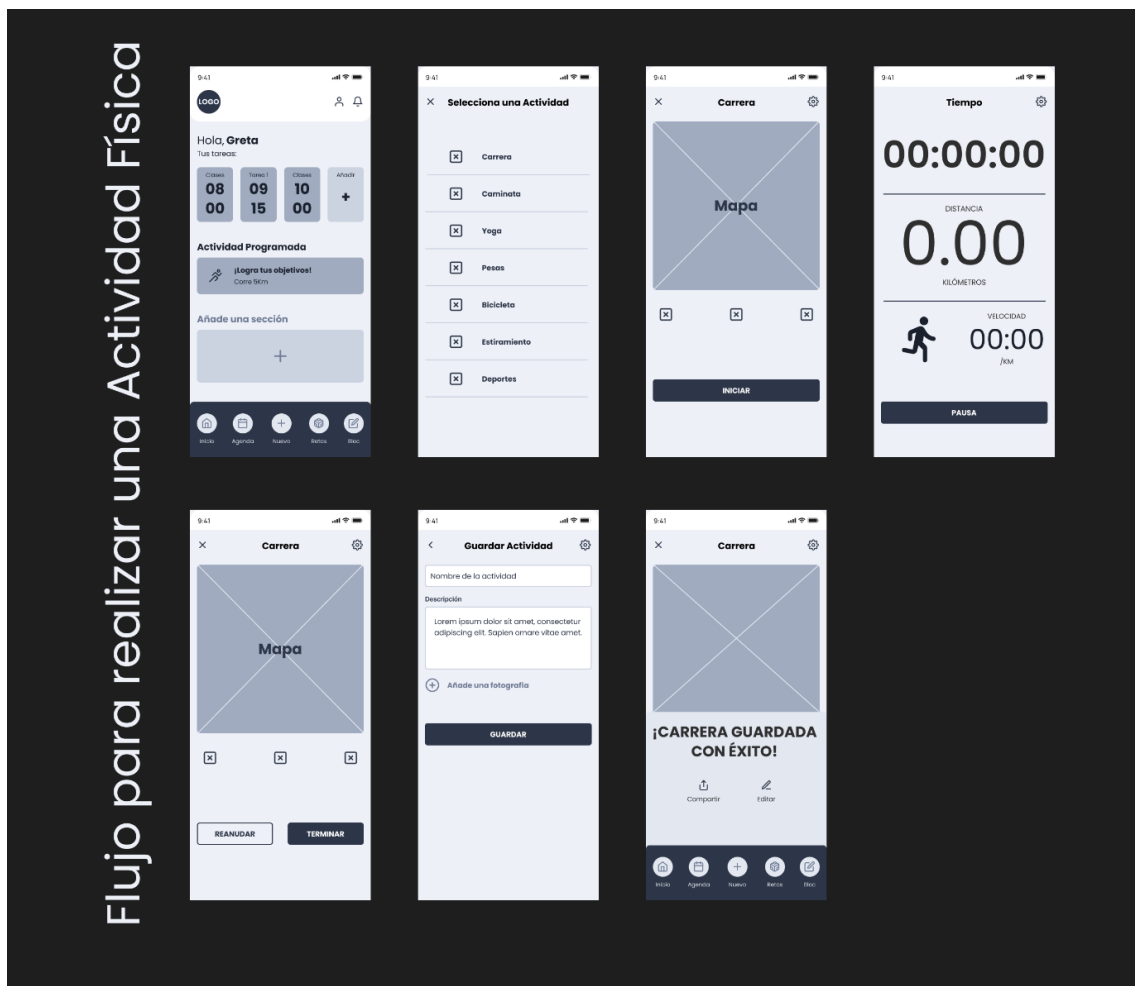 Flujo para realizar una Actividad Física
9:41
LOGO
Hola, Greta
Tus tareas:
Clases
08
00
Tarea 1
09
15
Clases
10
00
Añadir
+
Actividad Programada
¡Logra tus objetivos!
Corre 5Km
Añade una sección
+
Inicio
Agenda
Nuevo
Retos
Bloc
9:41
Selecciona una Actividad
Carrera
Caminata
Yoga
Pesas
Bicicleta
Estiramiento
Deportes
9:41
Carrera
Mapa
INICIAR
9:41
Tiempo
00:00:00
DISTANCIA
0.00
KILÓMETROS
VELOCIDAD
00:00
/KM
PAUSA
9:41
Carrera
Mapa
REANUDAR
TERMINAR
9:41
Guardar Actividad
Nombre de la actividad
Descripción
Lorem ipsum dolor sit amet, consectetur
adipiscing elit. Sapien ornare vitae amet.
Añade una fotografía
GUARDAR
9:41
Carrera
¡CARRERA GUARDADA
CON ÉXITO!
Compartir
Editar
Inicio
Agenda
Nuevo
Retos
Bloc